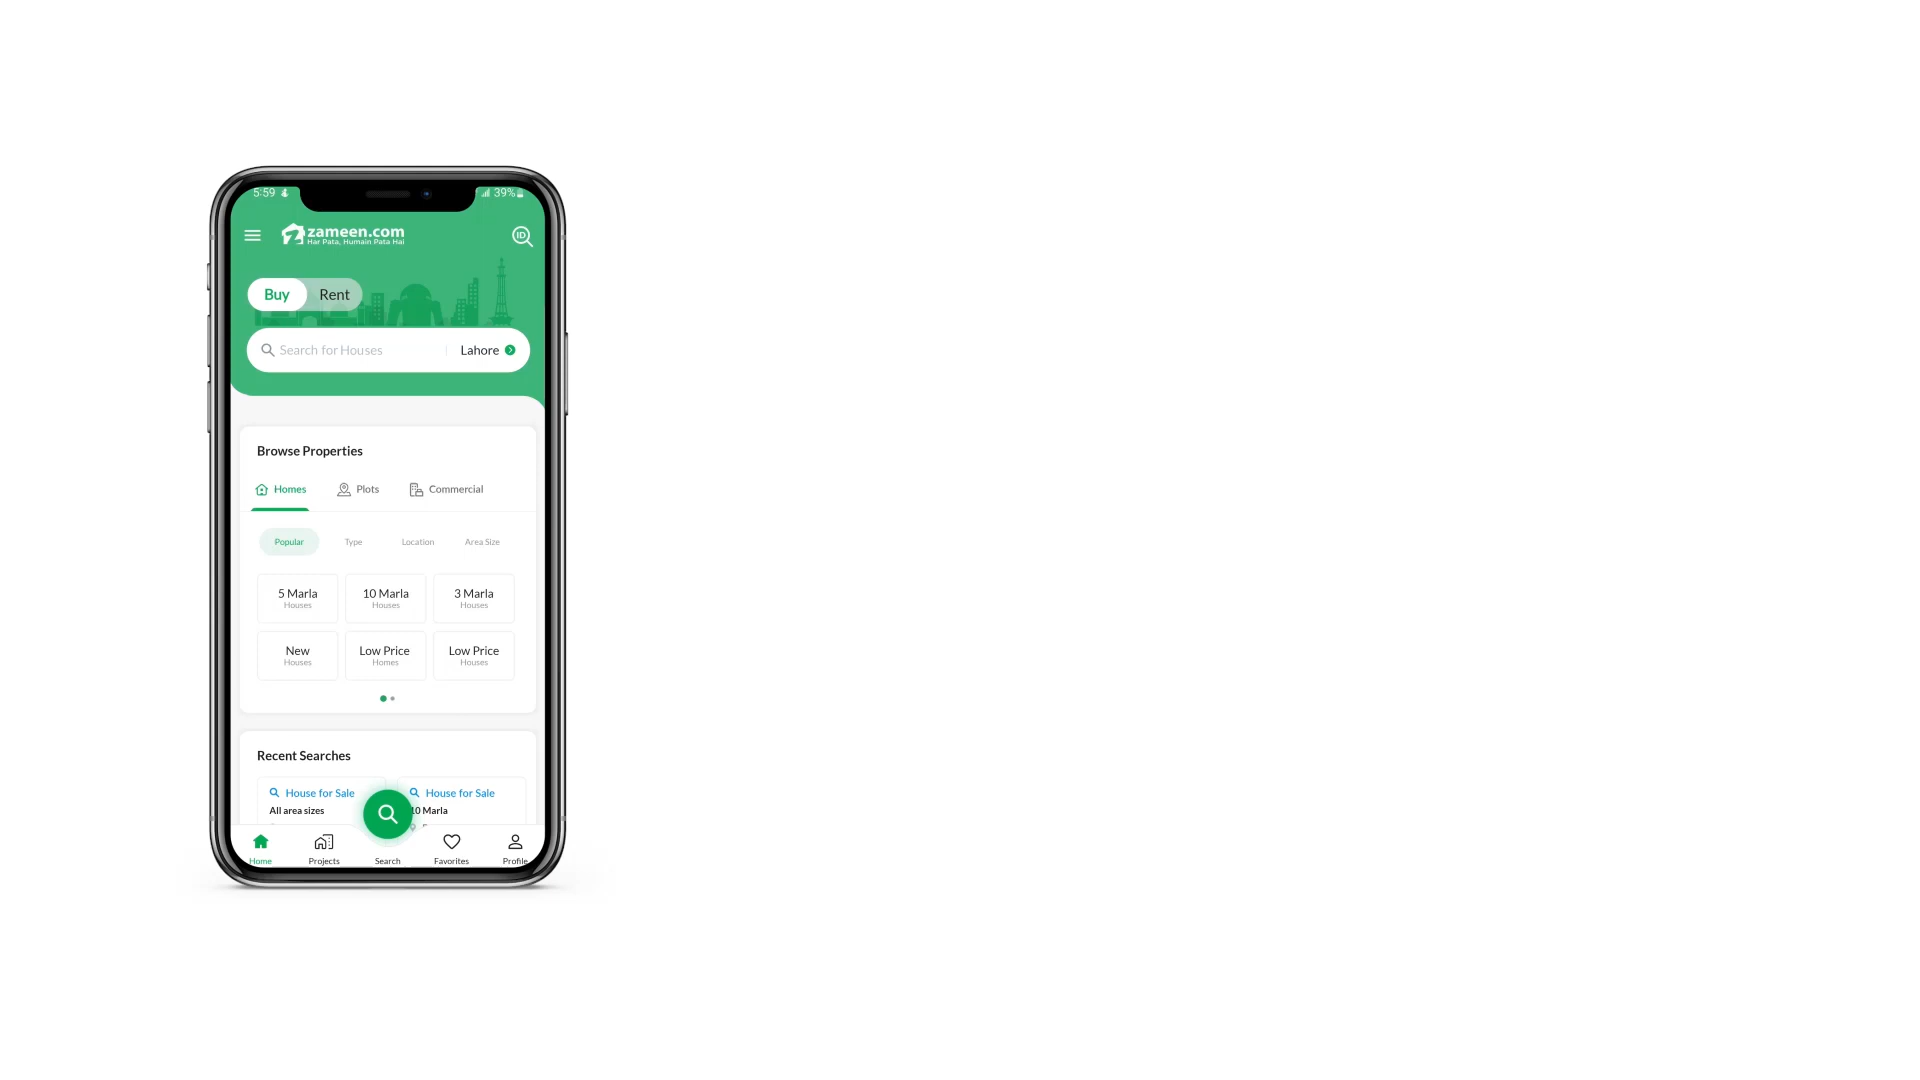 5:59
39%
zameen.com
Har Pata, Humain Pata Hai
ID
Buy Rent
Search for Houses Lahore
Browse Properties
Homes Plots Commercial
Popular Type Location Area Size
5 Marla 10 Marla 3 Marla
Houses Houses Houses
New Low Price Low Price
Houses Homes Houses
Recent Searches
House for Sale House for Sale
All area sizes 10 Marla
Home Projects Search Favorites Profile